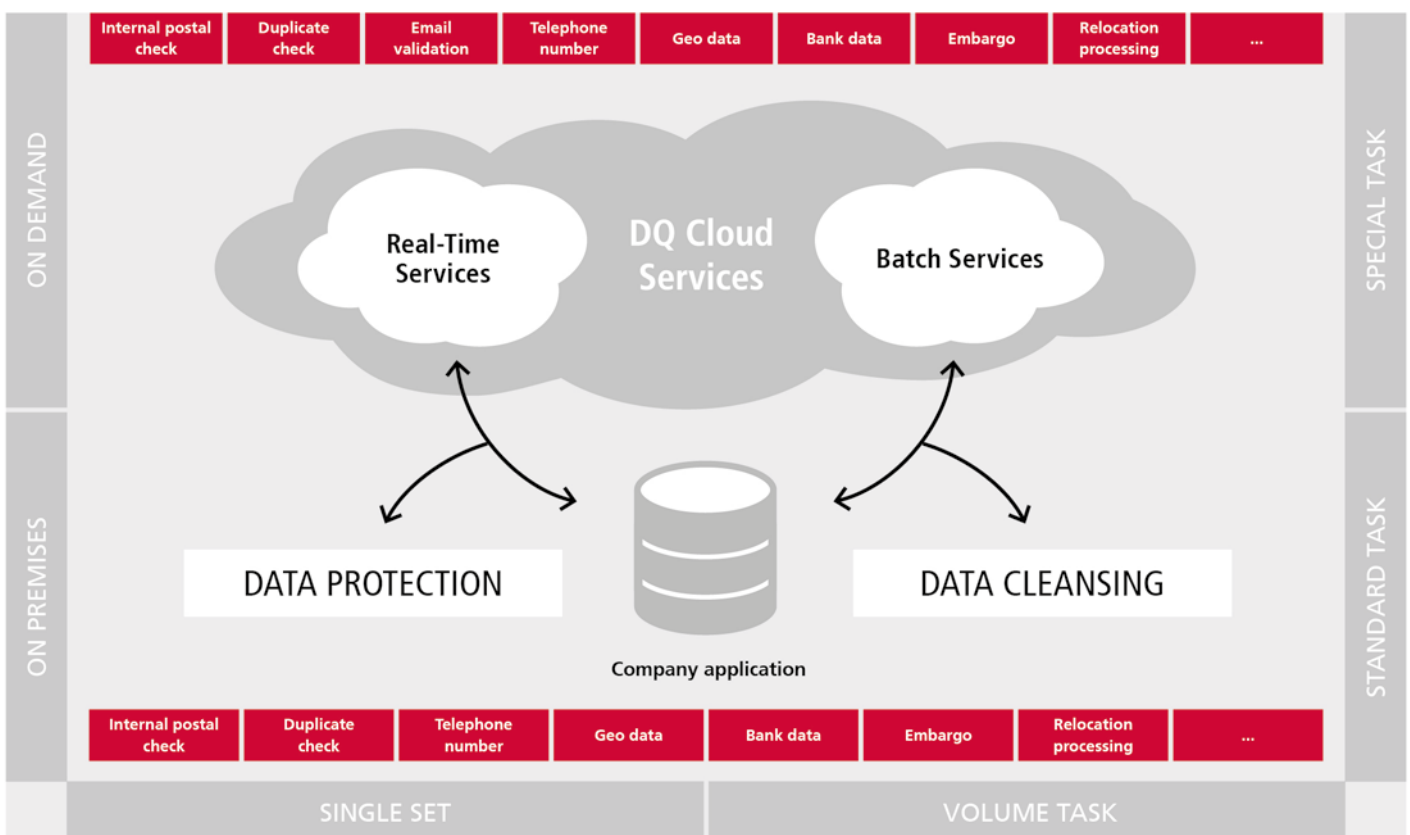 Internal postal
check
Duplicate
check
Email
validation
Telephone
number
Geo data
Bank data
Embargo
Relocation
processing
...
ON DEMAND
SPECIAL TASK
Real-Time
Services
DQ Cloud
Services
Batch Services
ON PREMISES
STANDARD TASK
DATA PROTECTION
DATA CLEANSING
Company application
Internal postal
check
Duplicate
check
Telephone
number
Geo data
Bank data
Embargo
Relocation
processing
...
SINGLE SET
VOLUME TASK